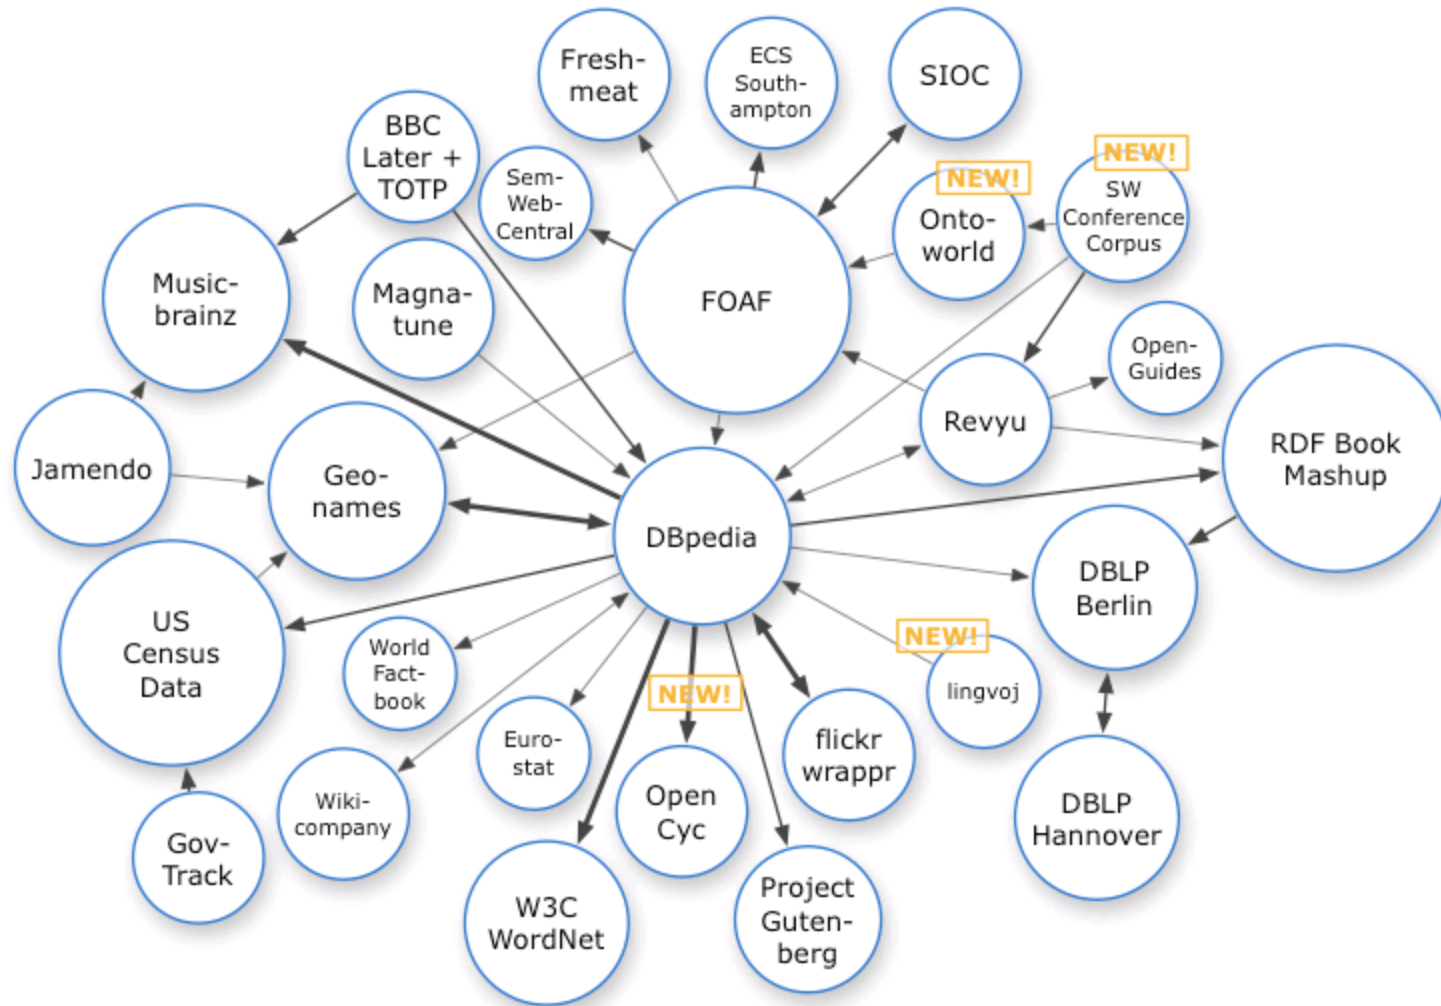 Fresh-
meat
ECS
South-
ampton
SIOC
BBC
Later +
TOTP
Sem-
Web-
Central
NEW!
Onto-
world
NEW!
SW
Conference
Corpus
Music-
brainz
Magna-
tune
FOAF
Open-
Guides
Revyu
RDF Book
Mashup
Jamendo
Geo-
names
DBpedia
DBLP
Berlin
US
Census
Data
World
Fact-
book
NEW!
NEW!
lingvoj
Euro-
stat
flickr
wrappr
Wiki-
company
Open
Cyc
DBLP
Hannover
Gov-
Track
W3C
WordNet
Project
Guten-
berg